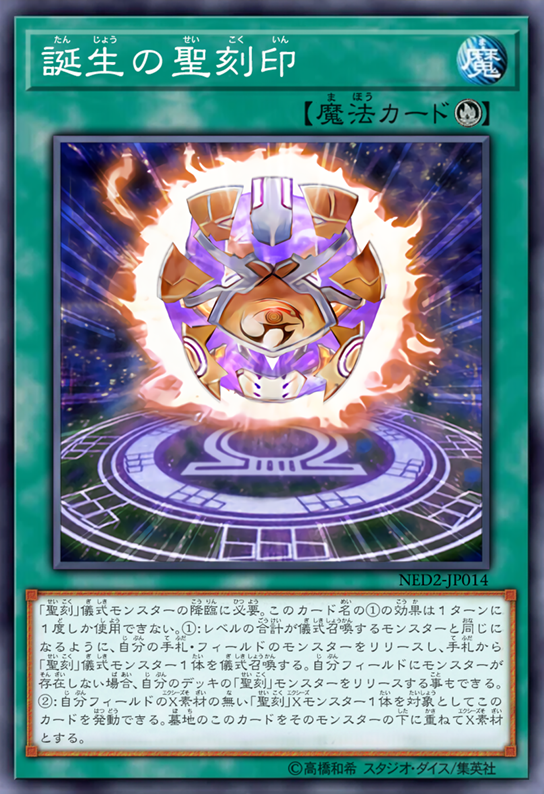 誕生の聖刻印
魔
【魔法カード】
NED2-JP014
「聖刻」儀式モンスターの降臨に必要。このカード名の①の効果は1ターンに
1度しか使用できない。①:レベルの合計が儀式召喚するモンスターと同じに
なるように、自分の手札・フィールドのモンスターをリリースし、手札から
「聖刻」儀式モンスター1体を儀式召喚する。自分フィールドにモンスターが
存在しない場合、自分のデッキの「聖刻」モンスターをリリースする事もできる。
②:自分フィールドのX素材の無い「聖刻」Xモンスター1体を対象としてこの
カードを発動できる。墓地のこのカードをそのモンスターの下に重ねてX素材
とする。
©高橋和希 スタジオ・ダイス/集英社